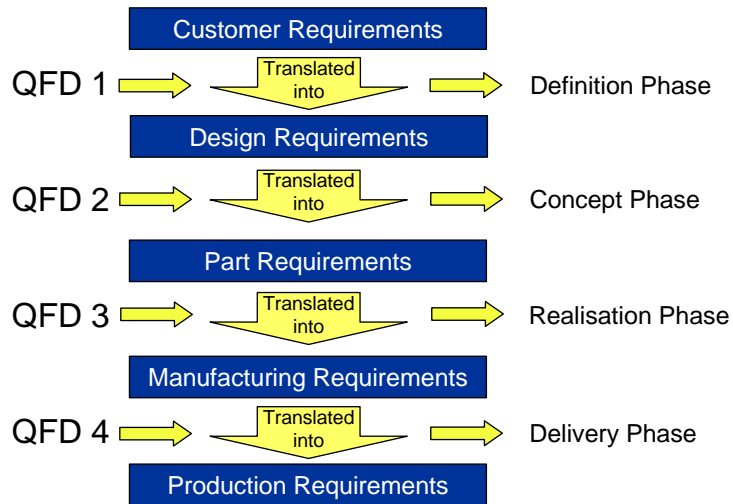 Customer Requirements
QFD 1
Translated
into
Definition Phase
Design Requirements
QFD 2
Translated
into
Concept Phase
Part Requirements
QFD 3
Translated
into
Realisation Phase
Manufacturing Requirements
QFD 4
Translated
into
Delivery Phase
Production Requirements